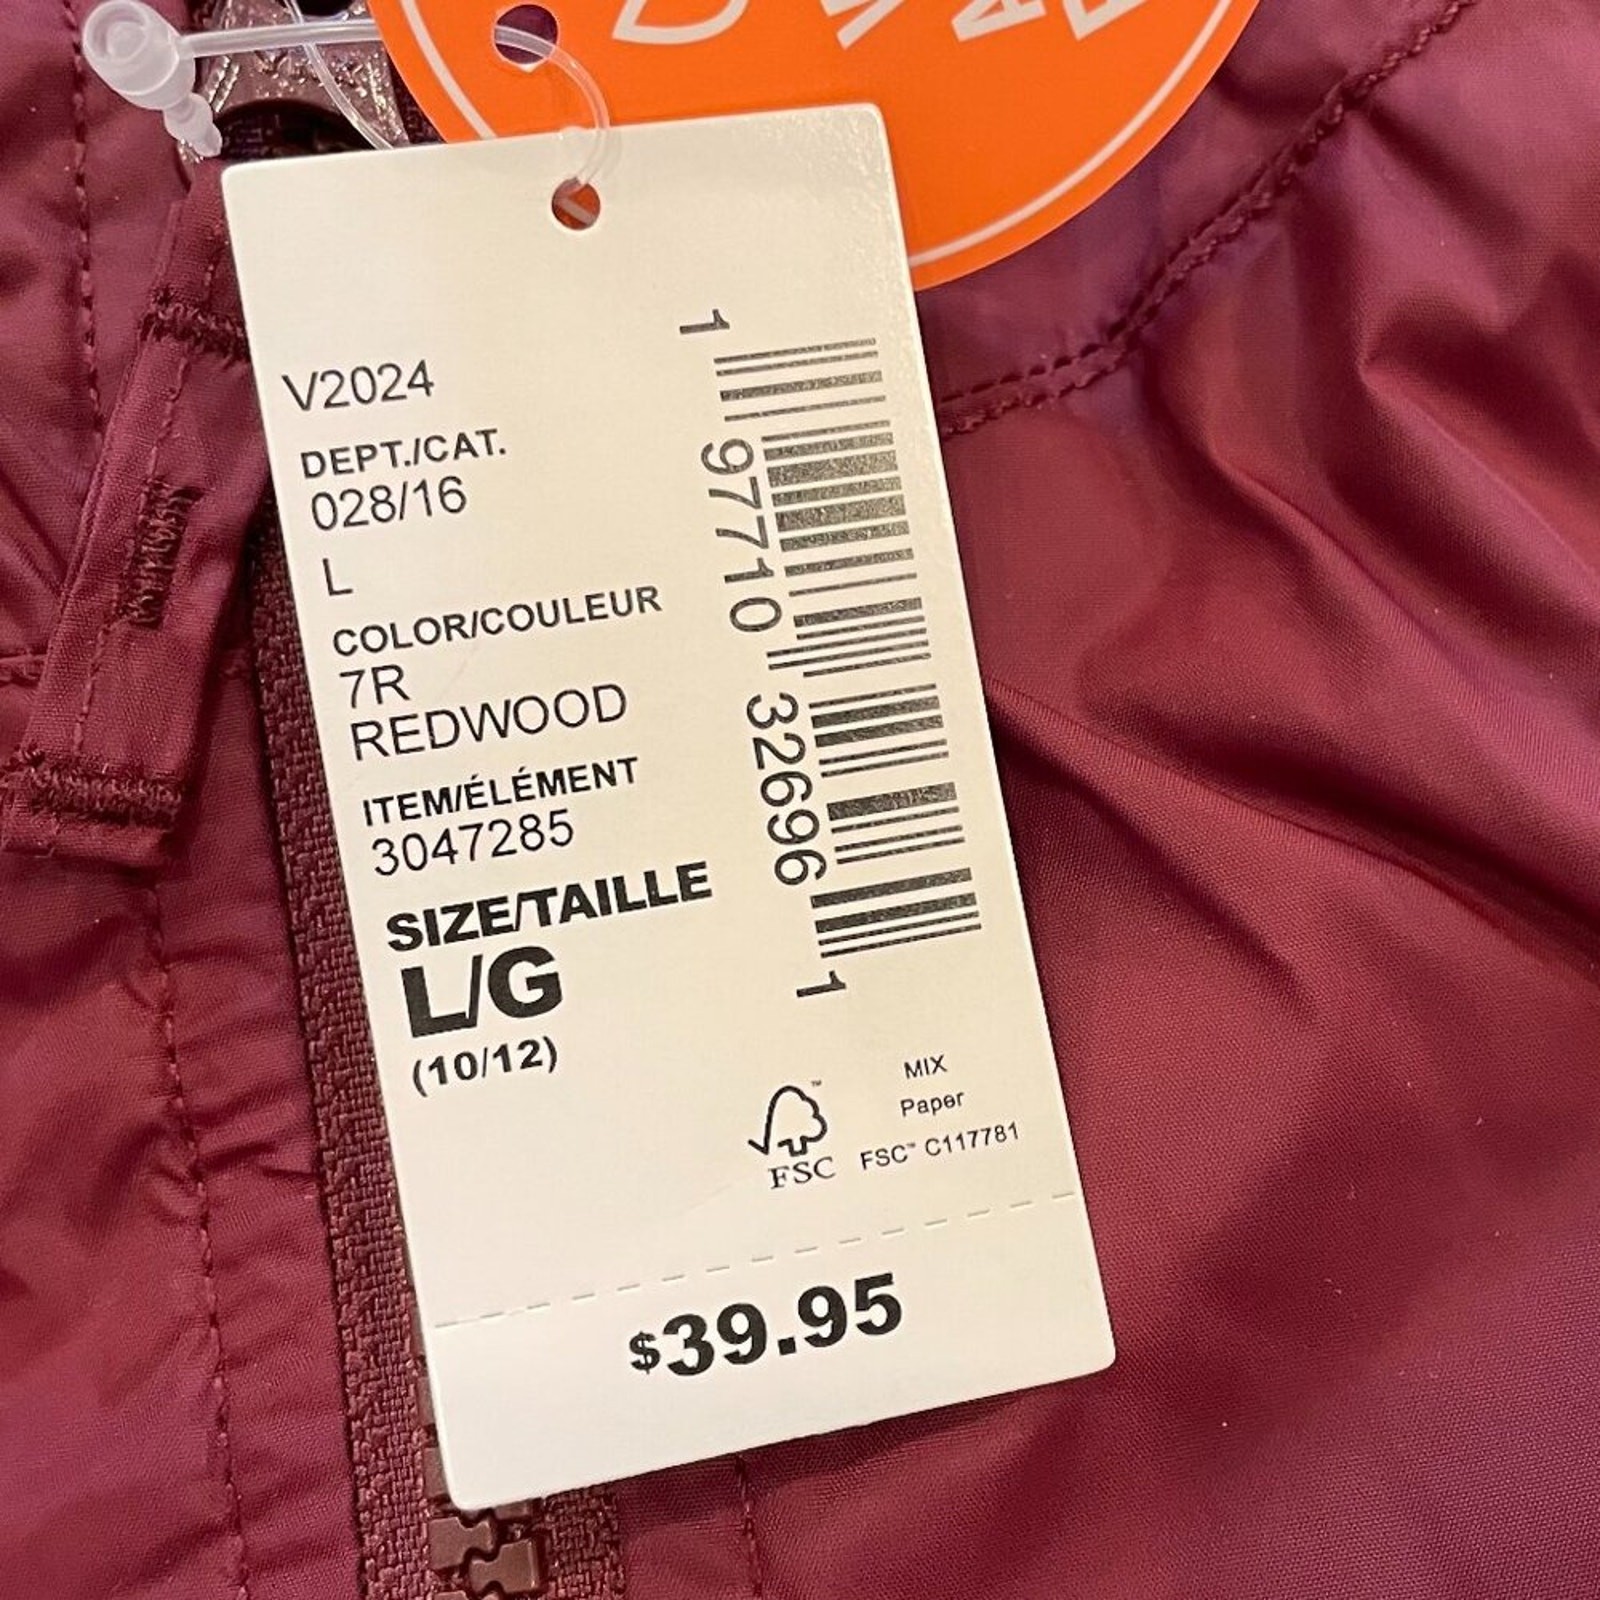 V2024
DEPT./CAT.
028/16
L
COLOR/COULEUR
7R
REDWOOD
ITEM/ÉLÉMENT
3047285
SIZE/TAILLE
L/G
(10/12)
1 97710 32696 1
FSC
MIX
Paper
FSC™ C117781
$39.95